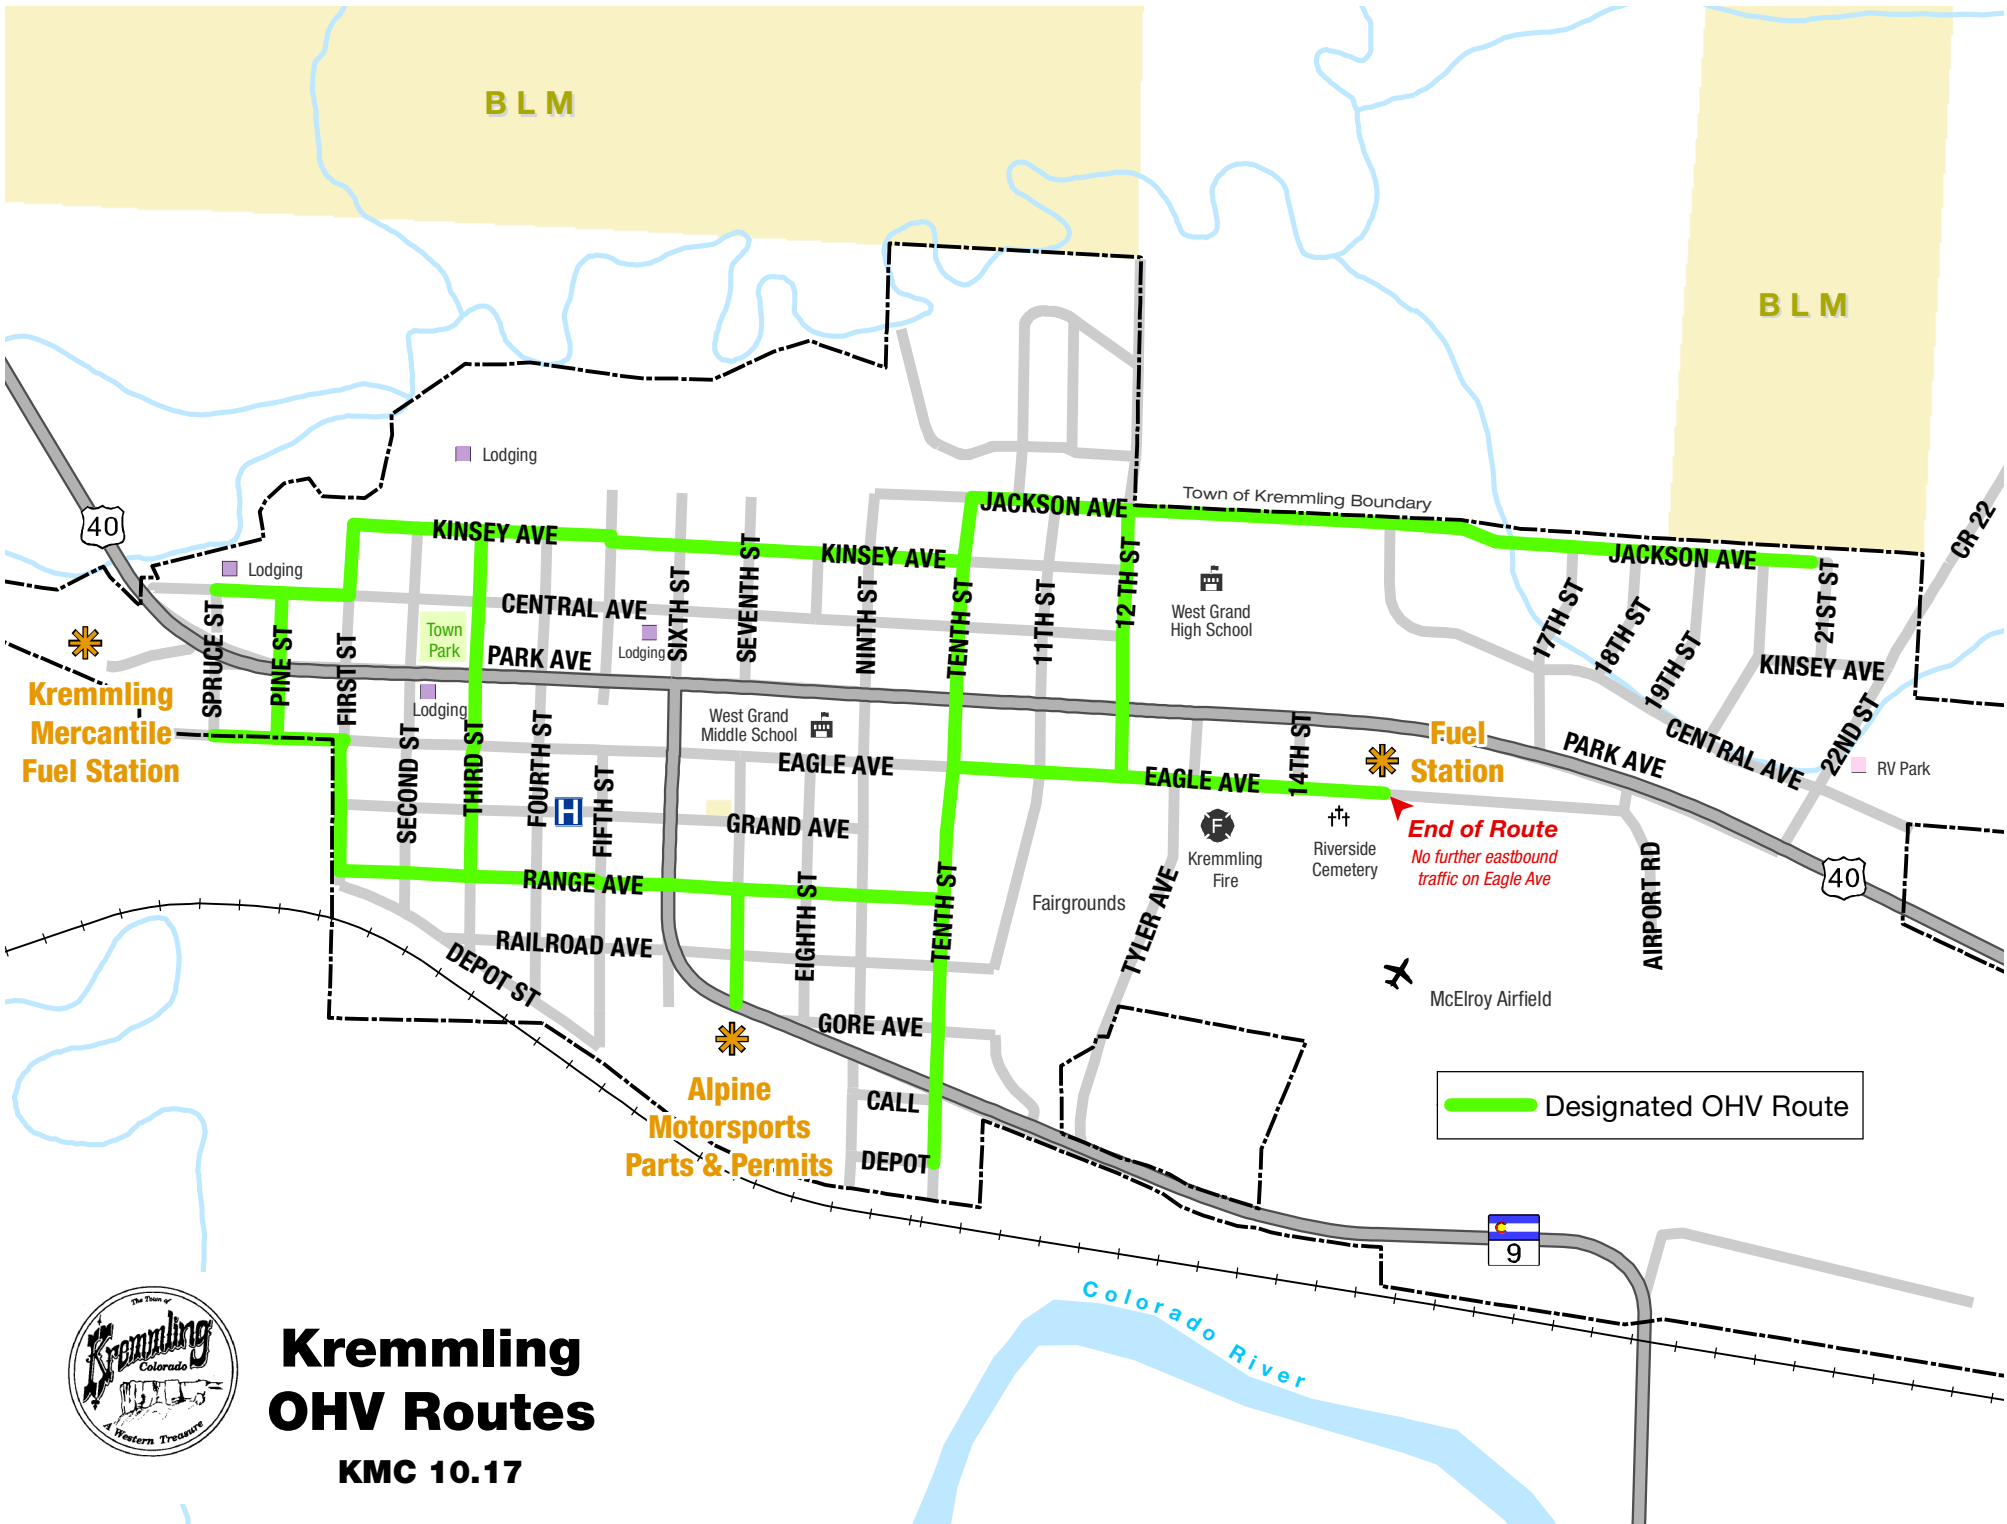 BLM
BLM
Lodging
Town of Kremmling Boundary
JACKSON AVE
CR 22
40
KINSEY AVE
KINSEY AVE
JACKSON AVE
Lodging
SPRUCE ST
PINE ST
FIRST ST
Town
Park
CENTRAL AVE
PARK AVE
Lodging
SIXTH ST
SEVENTH ST
NINTH ST
TENTH ST
11TH ST
12 TH ST
West Grand
High School
17TH ST
18TH ST
19TH ST
21ST ST
KINSEY AVE
Kremmling
Mercantile
Fuel Station
Lodging
SECOND ST
THIRD ST
FOURTH ST
FIFTH ST
H
West Grand
Middle School
EAGLE AVE
EAGLE AVE
14TH ST
Fuel
Station
PARK AVE
CENTRAL AVE
22ND ST
RV Park
GRAND AVE
F
Kremmling
Fire
Riverside
Cemetery
End of Route
No further eastbound
traffic on Eagle Ave
40
RANGE AVE
EIGHTH ST
TENTH ST
Fairgrounds
TYLER AVE
AIRPORT RD
RAILROAD AVE
DEPOT ST
McElroy Airfield
GORE AVE
Alpine
Motorsports
Parts & Permits
CALL
DEPOT
Designated OHV Route
9
Colorado River
The Town of
Kremmling
Colorado
A Western Treasure
Kremmling
OHV Routes
KMC 10.17